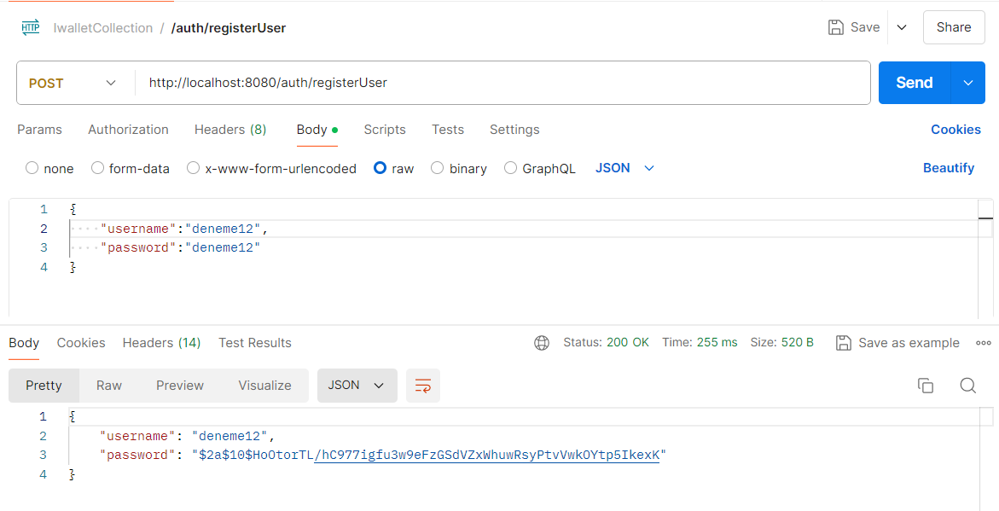 HTTP IwalletCollection / /auth/registerUser Save Share
POST http://localhost:8080/auth/registerUser Send
Params Authorization Headers (8) Body Scripts Tests Settings Cookies
none form-data x-www-form-urlencoded raw binary GraphQL JSON Beautify
1 {
2 "username":"deneme12",
3 "password":"deneme12"
4 }
Body Cookies Headers (14) Test Results Status: 200 OK Time: 255 ms Size: 520 B Save as example
Pretty Raw Preview Visualize JSON
1 {
2 "username": "deneme12",
3 "password": "$2a$10$HoOtorTL/hC977igfu3w9eFzGSdVZxWhuwRsyPtvVwkOYtp5IkexK"
4 }